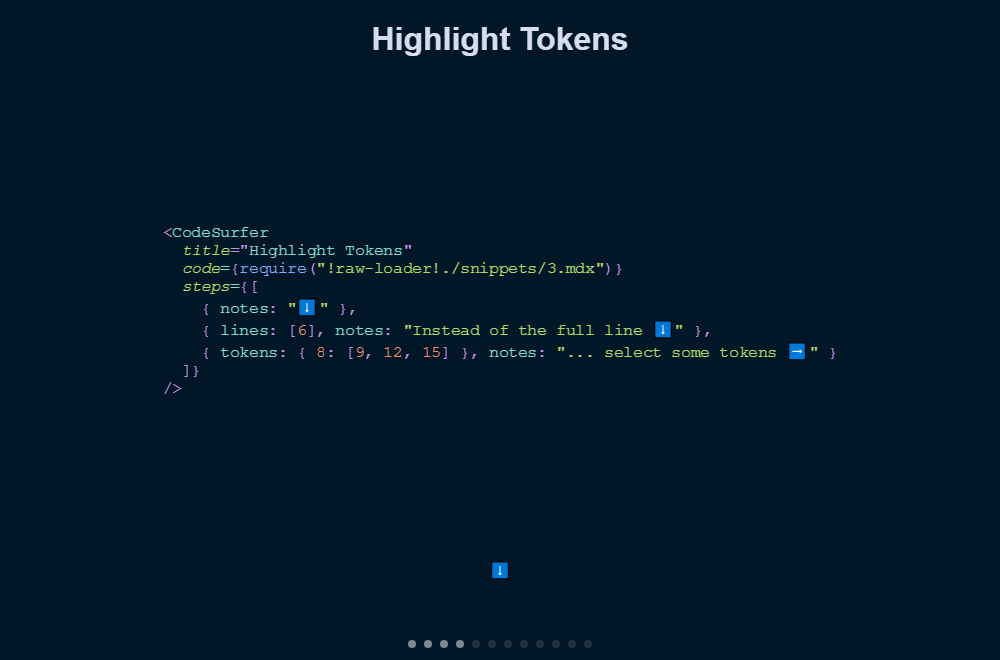 Highlight Tokens
<CodeSurfer
  title="Highlight Tokens"
  code={require("!raw-loader!./snippets/3.mdx")}
  steps={[
    { notes: "⬇️" },
    { lines: [6], notes: "Instead of the full line ⬇️" },
    { tokens: { 8: [9, 12, 15] }, notes: "... select some tokens ➡️" }
  ]}
/>
⬇️